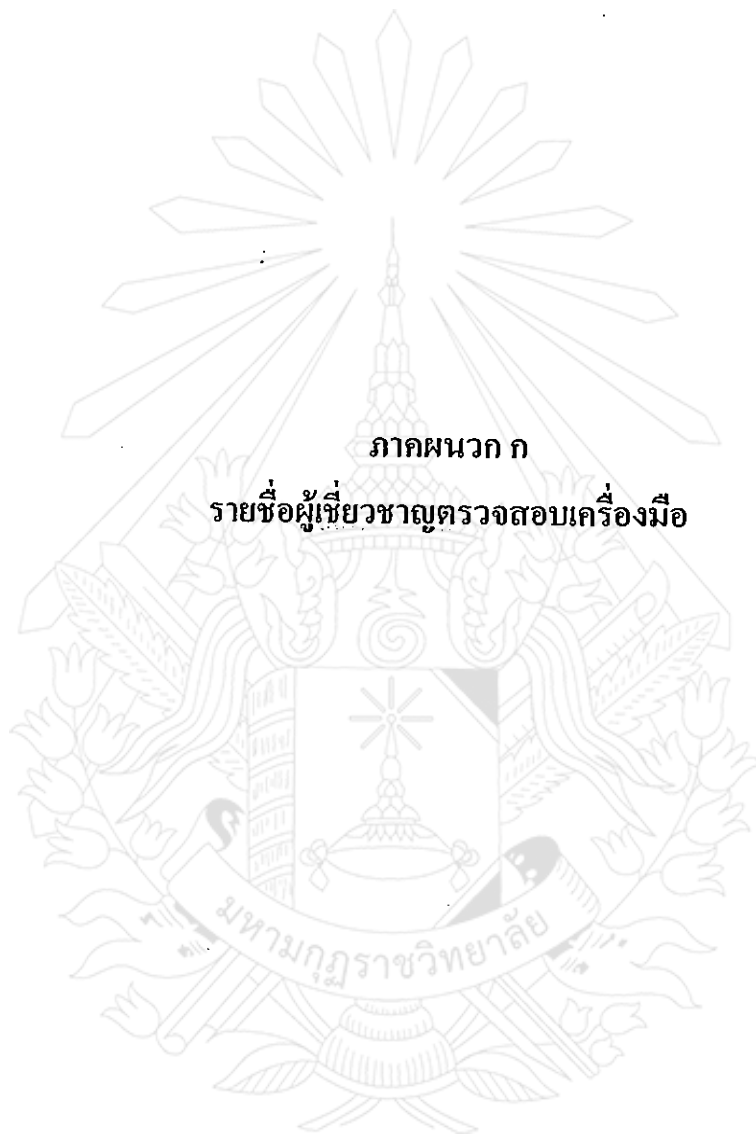 ภาคผนวก ก
รายชื่อผู้เชี่ยวชาญตรวจสอบเครื่องมือ
มหามกุฏราชวิทยาลัย